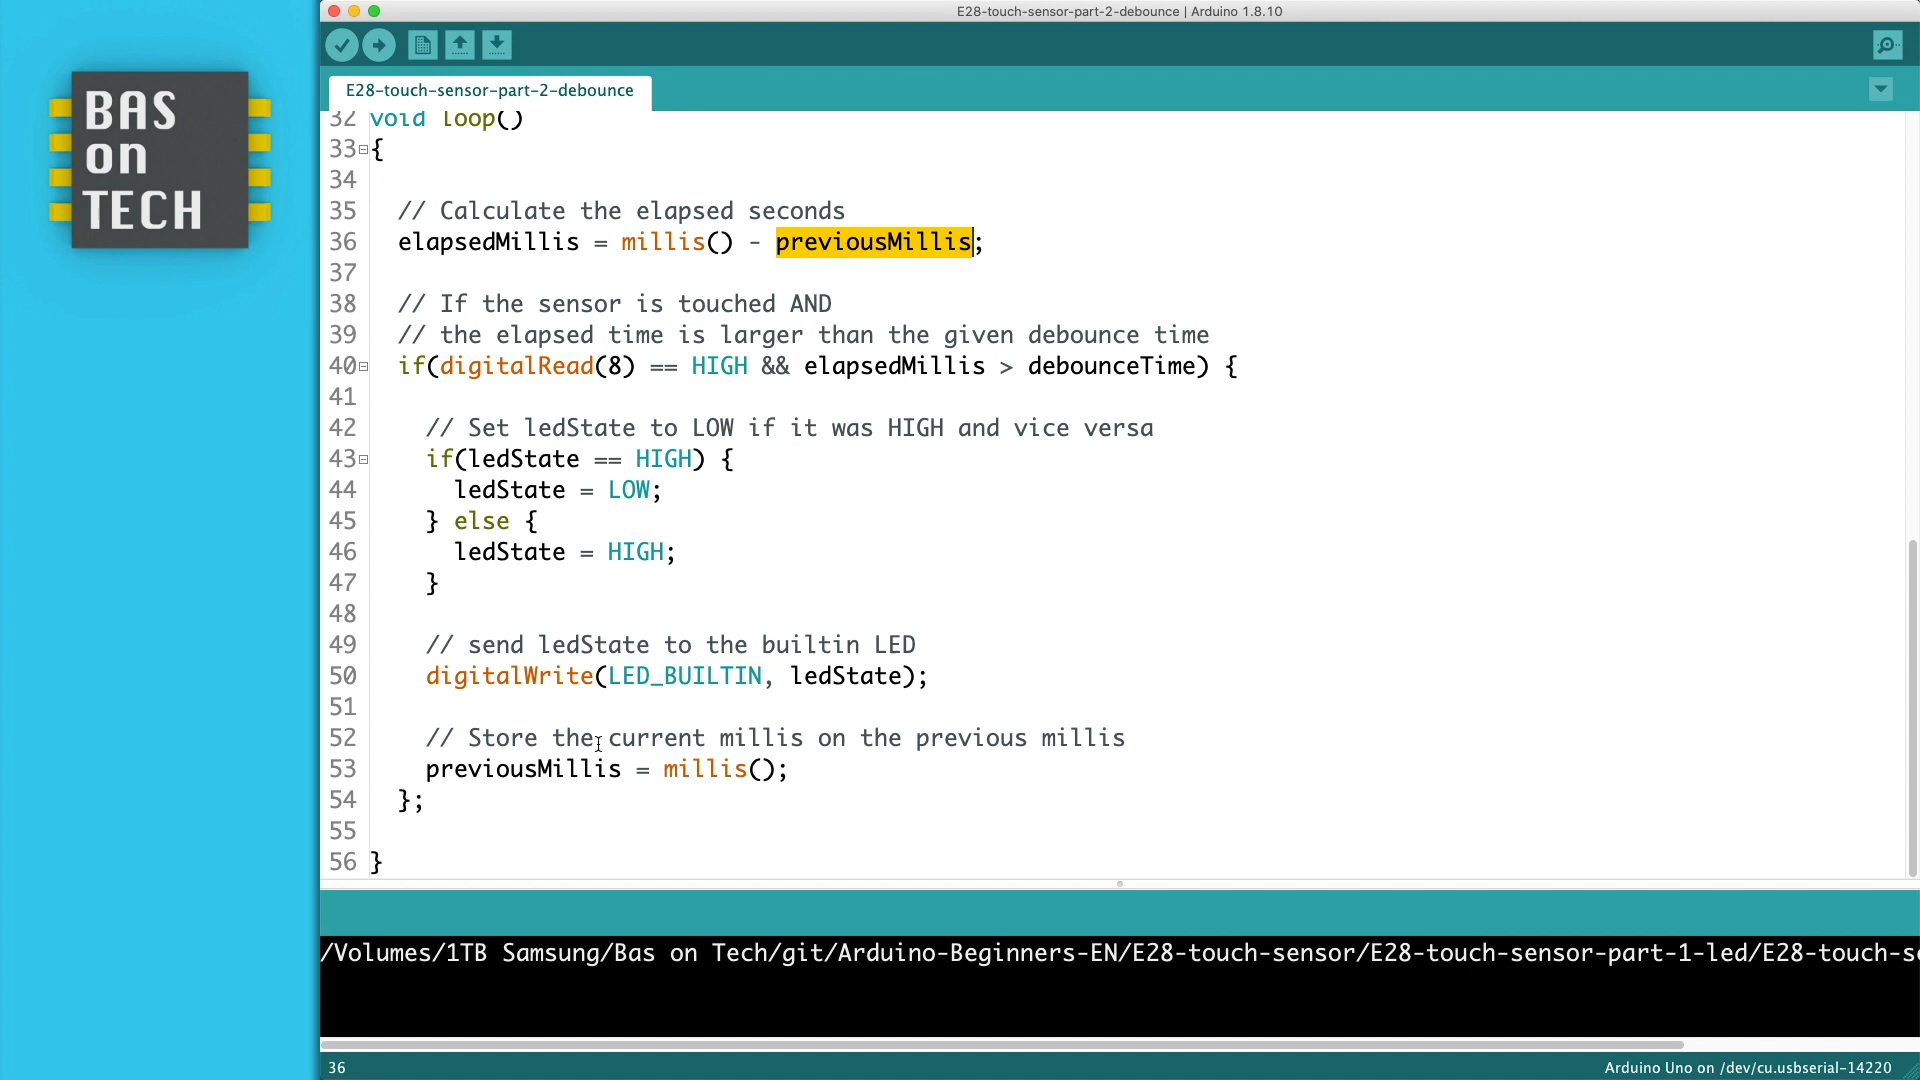 E28-touch-sensor-part-2-debounce | Arduino 1.8.10
BAS
on
TECH
E28-touch-sensor-part-2-debounce
32 void loop()
33 {
34
35 // Calculate the elapsed seconds
36 elapsedMillis = millis() - previousMillis;
37
38 // If the sensor is touched AND
39 // the elapsed time is larger than the given debounce time
40 if(digitalRead(8) == HIGH && elapsedMillis > debounceTime) {
41
42 // Set ledState to LOW if it was HIGH and vice versa
43 if(ledState == HIGH) {
44 ledState = LOW;
45 } else {
46 ledState = HIGH;
47 }
48
49 // send ledState to the builtin LED
50 digitalWrite(LED_BUILTIN, ledState);
51
52 // Store the current millis on the previous millis
53 previousMillis = millis();
54 };
55
56 }
/Volumes/1TB Samsung/Bas on Tech/git/Arduino-Beginners-EN/E28-touch-sensor/E28-touch-sensor-part-1-led/E28-touch-s
36
Arduino Uno on /dev/cu.usbserial-14220